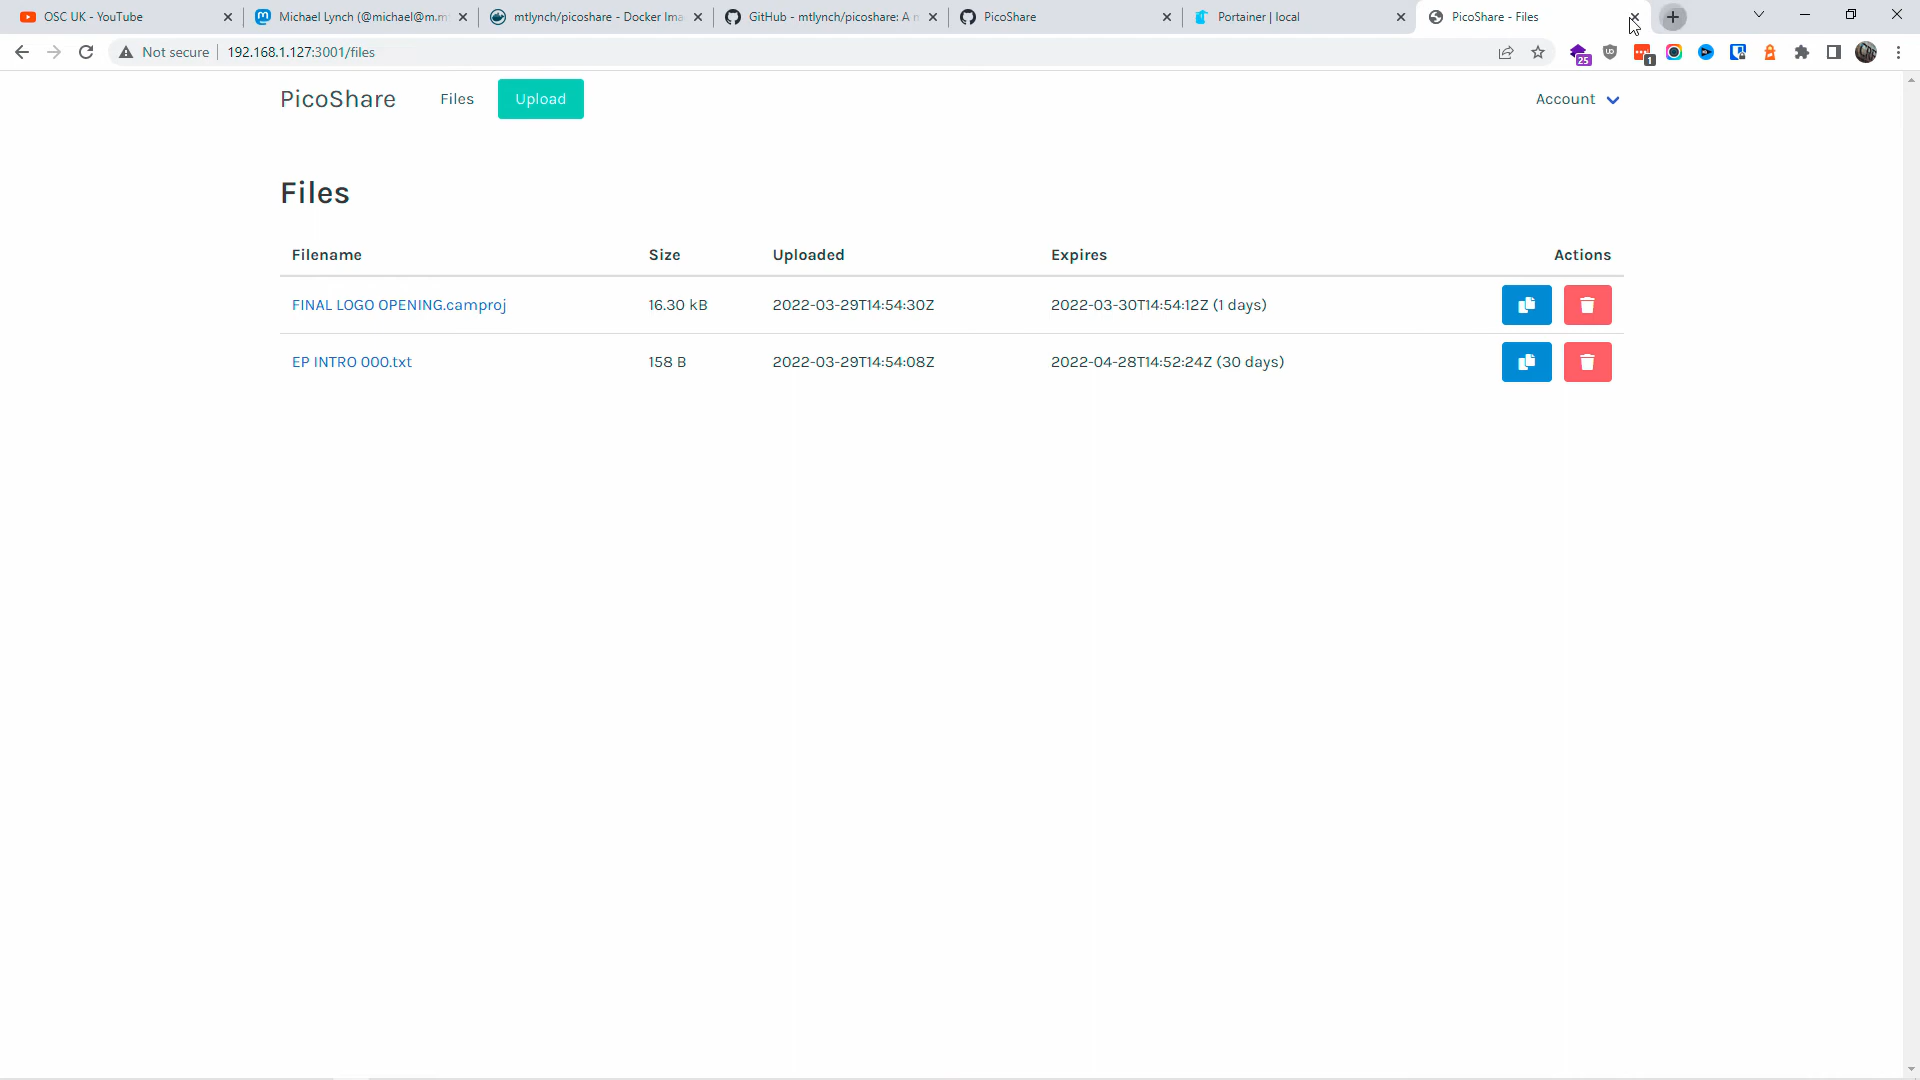 OSC UK - YouTube
Michael Lynch (@michael@m.m
mtlynch/picoshare - Docker Ima
GitHub - mtlynch/picoshare: A
PicoShare
Portainer | local
PicoShare - Files
Not secure
192.168.1.127:3001/files
25
1
PicoShare
Files
Upload
Account
Files
Filename Size Uploaded Expires Actions
FINAL LOGO OPENING.camproj 16.30 kB 2022-03-29T14:54:30Z 2022-03-30T14:54:12Z (1 days)
EP INTRO 000.txt 158 B 2022-03-29T14:54:08Z 2022-04-28T14:52:24Z (30 days)